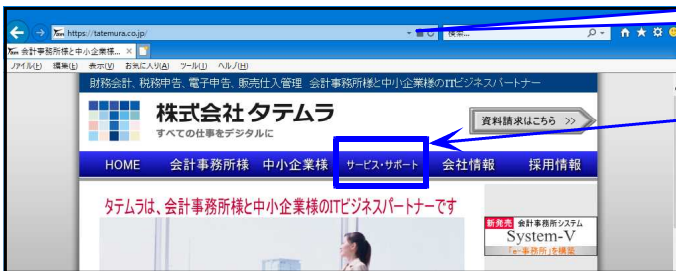 https://tatemura.co.jp/
検索...
会計事務所様と中小企業様...
ファイル(F) 編集(E) 表示(V) お気に入り(A) ツール(T) ヘルプ(H)
財務会計、税務申告、電子申告、販売仕入管理 会計事務所様と中小企業様のITビジネスパートナー
株式会社タテムラ
すべての仕事をデジタルに
資料請求はこちら >>
HOME 会計事務所様 中小企業様 サービス・サポート 会社情報 採用情報
タテムラは、会計事務所様と中小企業様のITビジネスパートナーです
新発売 会計事務所システム
System-V
「e-事務所」を構築